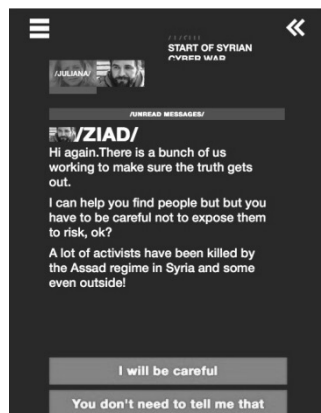 START OF SYRIAN
CYBER WAR
/JULIANA/
/UNREAD MESSAGES/
/ZIAD/
Hi again.There is a bunch of us
working to make sure the truth gets
out.
I can help you find people but but you
have to be careful not to expose them
to risk, ok?
A lot of activists have been killed by
the Assad regime in Syria and some
even outside!
I will be careful
You don't need to tell me that